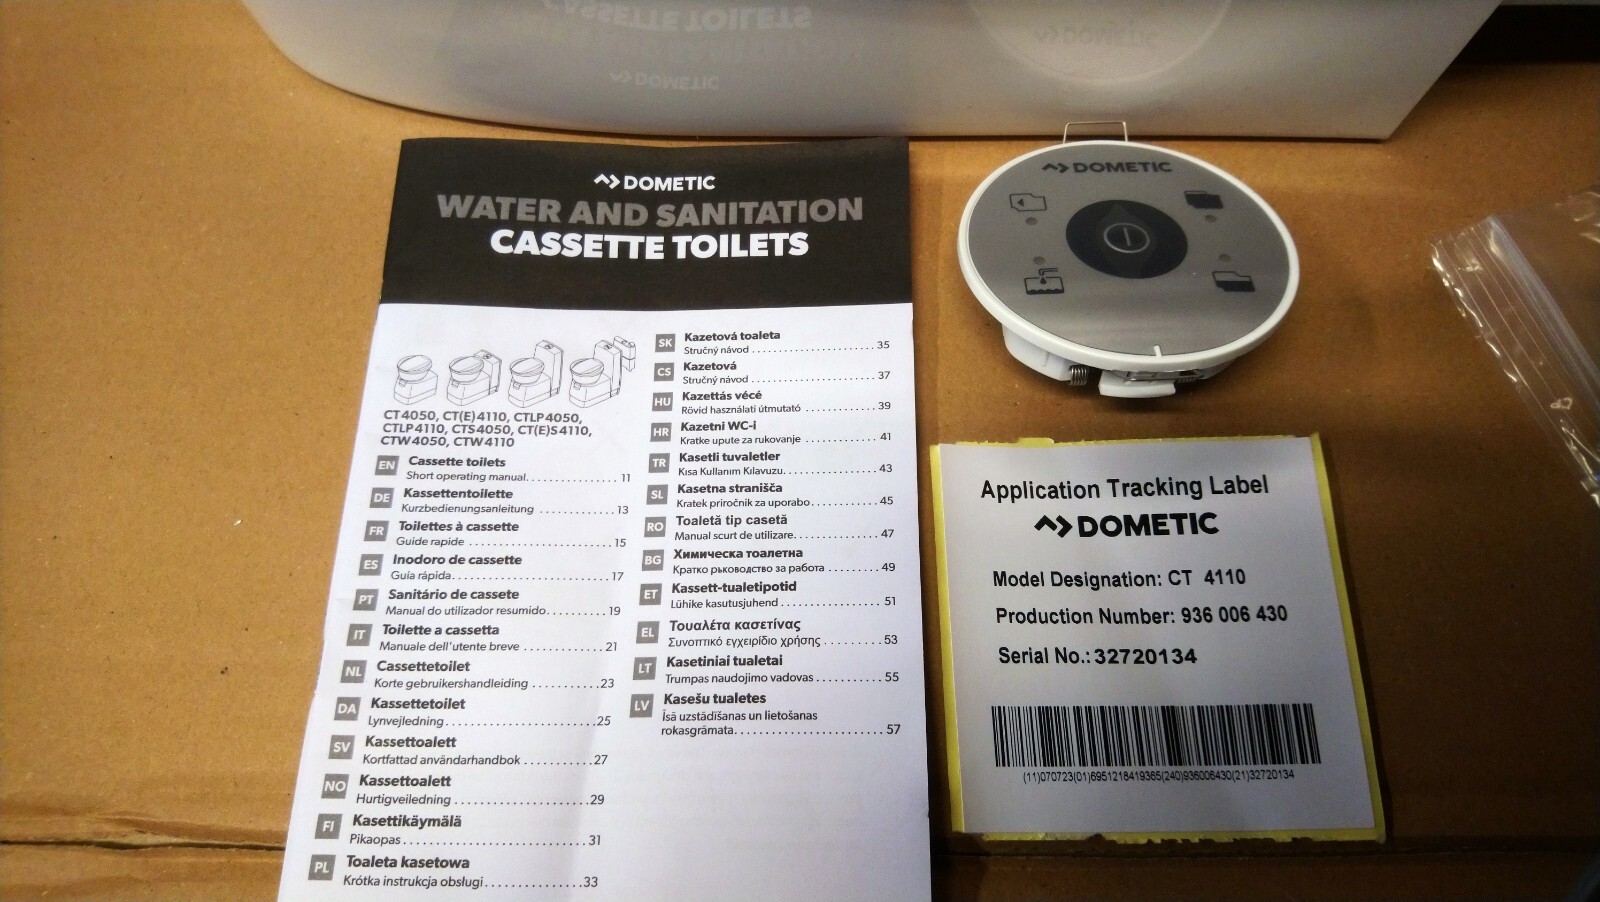 DOMETIC
WATER AND SANITATION
CASSETTE TOILETS
CT4050, CT(E)4110, CTLP4050,
CTLP4110, CTS4050, CT(E)S4110,
CTW4050, CTW4110
EN Cassette toilets
Short operating manual. . . . . . . . . . . . . . . . . . . 11
DE Kassettentoilette
Kurzbedienungsanleitung . . . . . . . . . . . . . . . . 13
FR Toilettes à cassette
Guide rapide . . . . . . . . . . . . . . . . . . . . . . . . . . 15
ES Inodoro de cassette
Guía rápida. . . . . . . . . . . . . . . . . . . . . . . . . . . 17
PT Sanitário de cassete
Manual do utilizador resumido. . . . . . . . . . . . 19
IT Toilette a cassetta
Manuale dell'utente breve . . . . . . . . . . . . . . . 21
NL Cassettetoilet
Korte gebruikershandleiding . . . . . . . . . . . . . 23
DA Kassettetoilet
Lynvejledning. . . . . . . . . . . . . . . . . . . . . . . . . 25
SV Kassettoalett
Kortfattad användarhandbok . . . . . . . . . . . . . 27
NO Kassettoalett
Hurtigveiledning . . . . . . . . . . . . . . . . . . . . . . 29
FI Kasettikäymälä
Pikaopas . . . . . . . . . . . . . . . . . . . . . . . . . . . . 31
PL Toaleta kasetowa
Krótka instrukcja obsługi . . . . . . . . . . . . . . . . 33
SK Kazetová toaleta
Stručný návod . . . . . . . . . . . . . . . . . . . . . . . . 35
CS Kazetová
Stručný návod . . . . . . . . . . . . . . . . . . . . . . . . 37
HU Kazettás vécé
Rövid használati útmutató . . . . . . . . . . . . . . . 39
HR Kazetni WC-i
Kratke upute za rukovanje . . . . . . . . . . . . . . . 41
TR Kasetli tuvaletler
Kısa Kullanım Kılavuzu. . . . . . . . . . . . . . . . . . 43
SL Kasetna stranišča
Kratek priročnik za uporabo . . . . . . . . . . . . . . 45
RO Toaletă tip casetă
Manual scurt de utilizare. . . . . . . . . . . . . . . . . 47
BG Химическа тоалетна
Кратко ръководство за работа . . . . . . . . . . . 49
ET Kassett-tualetipotid
Lühike kasutusjuhend . . . . . . . . . . . . . . . . . . 51
EL Τουαλέτα κασετίνας
Συνοπτικό εγχειρίδιο χρήσης . . . . . . . . . . . . . 53
LT Kasetiniai tualetai
Trumpas naudojimo vadovas . . . . . . . . . . . . . 55
LV Kasešu tualetes
Īsā uzstādīšanas un lietošanas
rokasgrāmata. . . . . . . . . . . . . . . . . . . . . . . . . 57
DOMETIC
Application Tracking Label
DOMETIC
Model Designation: CT 4110
Production Number: 936 006 430
Serial No.: 32720134
(11)070723(01)6951218419365(240)936006430(21)32720134
CASSETTE TOILETS
DOMETIC
DOMETIC